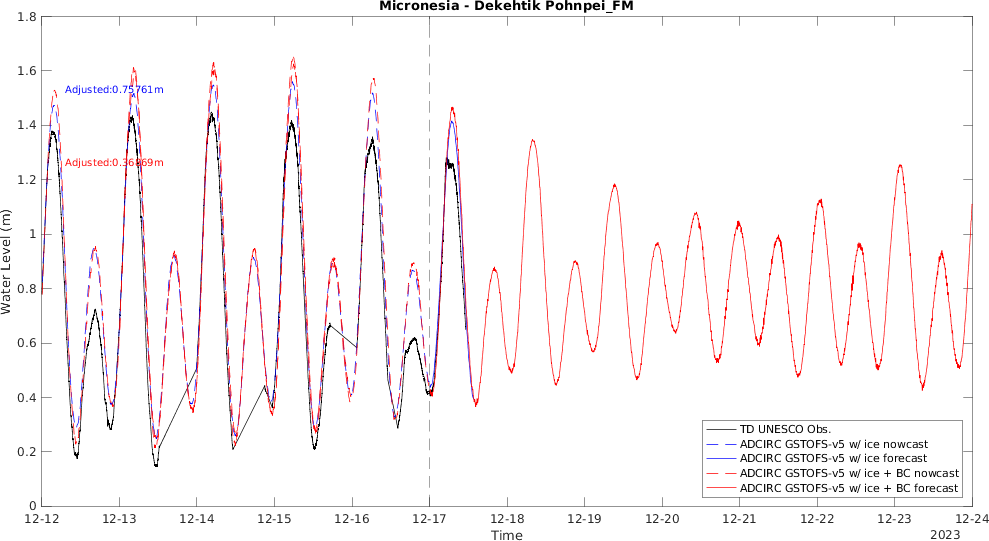 Micronesia - Dekehtik Pohnpei_FM
1.8
1.6
1.4
1.2
1
0.8
0.6
0.4
0.2
0
Water Level (m)
Adjusted:0.75761m
Adjusted:0.36869m
TD UNESCO Obs.
ADCIRC GSTOFS-v5 w/ ice nowcast
ADCIRC GSTOFS-v5 w/ ice forecast
ADCIRC GSTOFS-v5 w/ ice + BC nowcast
ADCIRC GSTOFS-v5 w/ ice + BC forecast
12-12 12-13 12-14 12-15 12-16 12-17 12-18 12-19 12-20 12-21 12-22 12-23 12-24
Time
2023